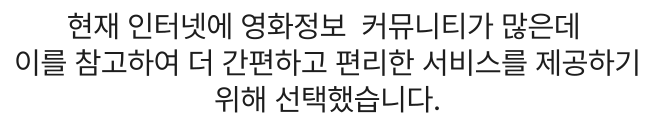 현재 인터넷에 영화정보  커뮤니티가 많은데
이를 참고하여 더 간편하고 편리한 서비스를 제공하기
위해 선택했습니다.